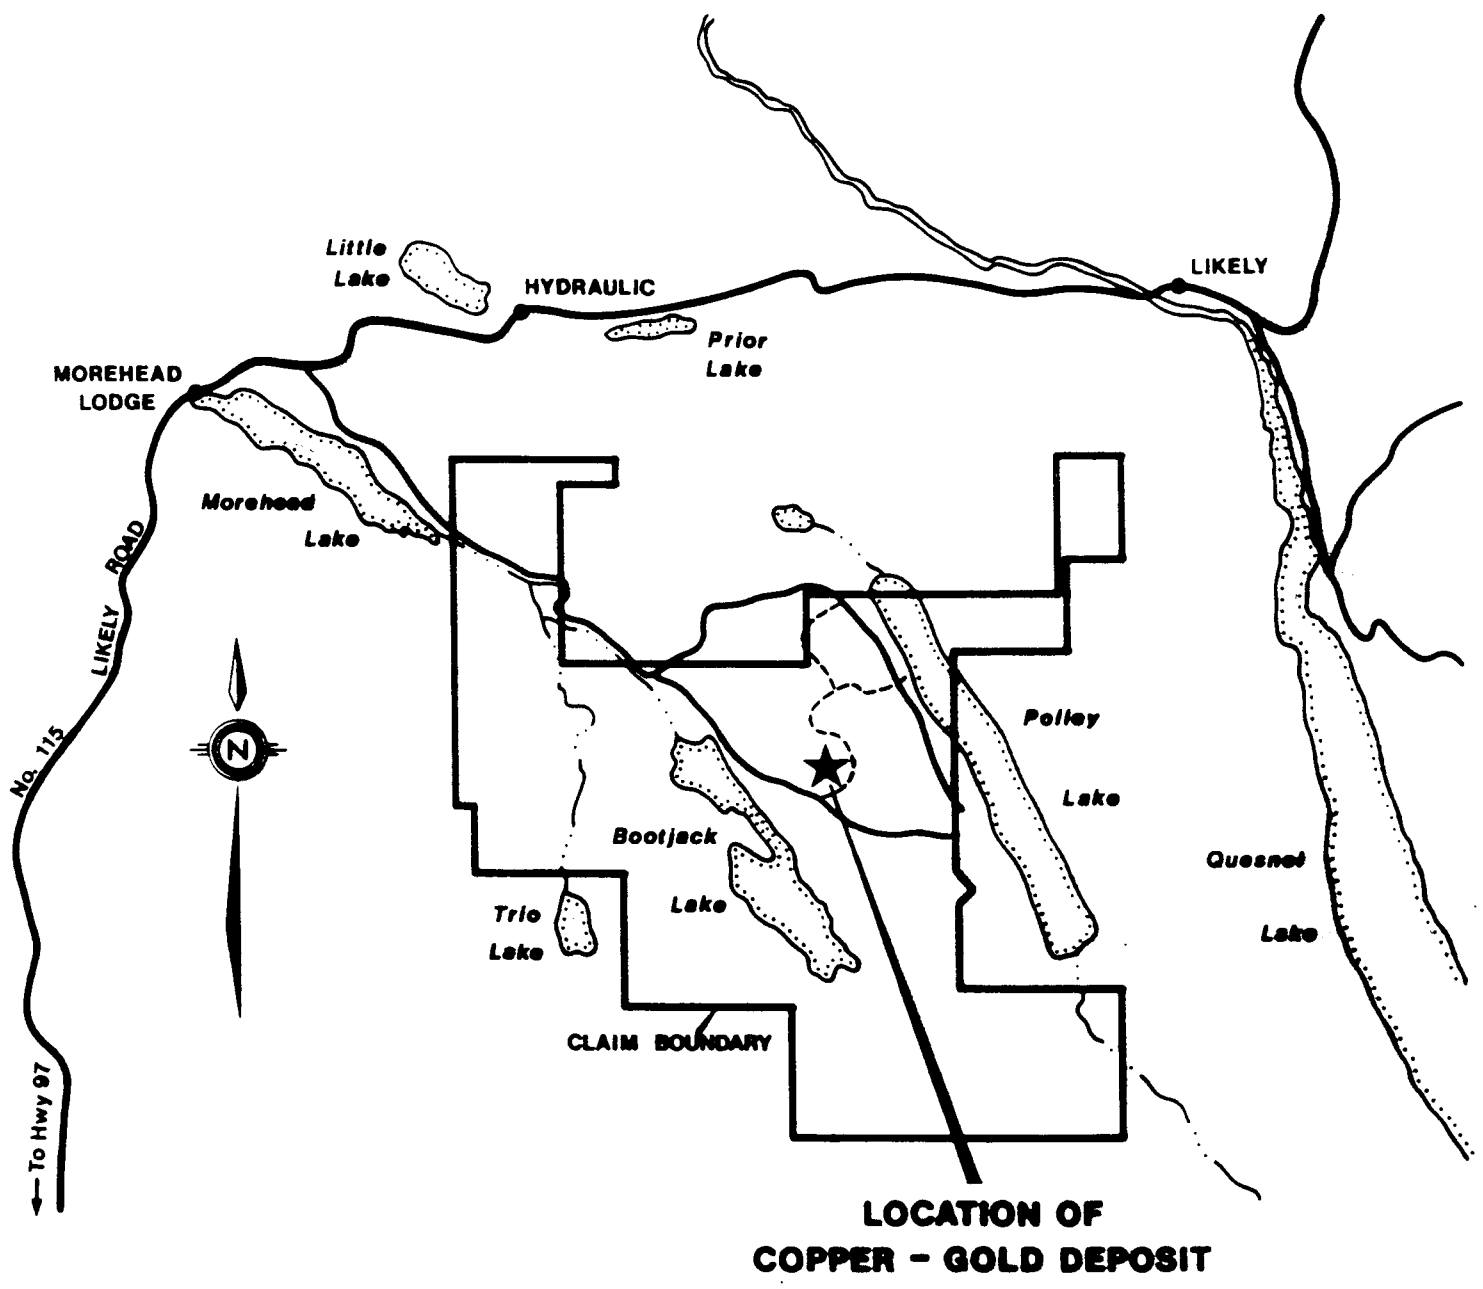 Little
Lake
HYDRAULIC
LIKELY
Prior
Lake
MOREHEAD
LODGE
Morehead
Lake
LIKELY ROAD
No. 115
N
Polley
Lake
Bootjack
Lake
Quesnel
Lake
Trio
Lake
CLAIM BOUNDARY
← To Hwy 97
LOCATION OF
COPPER - GOLD DEPOSIT